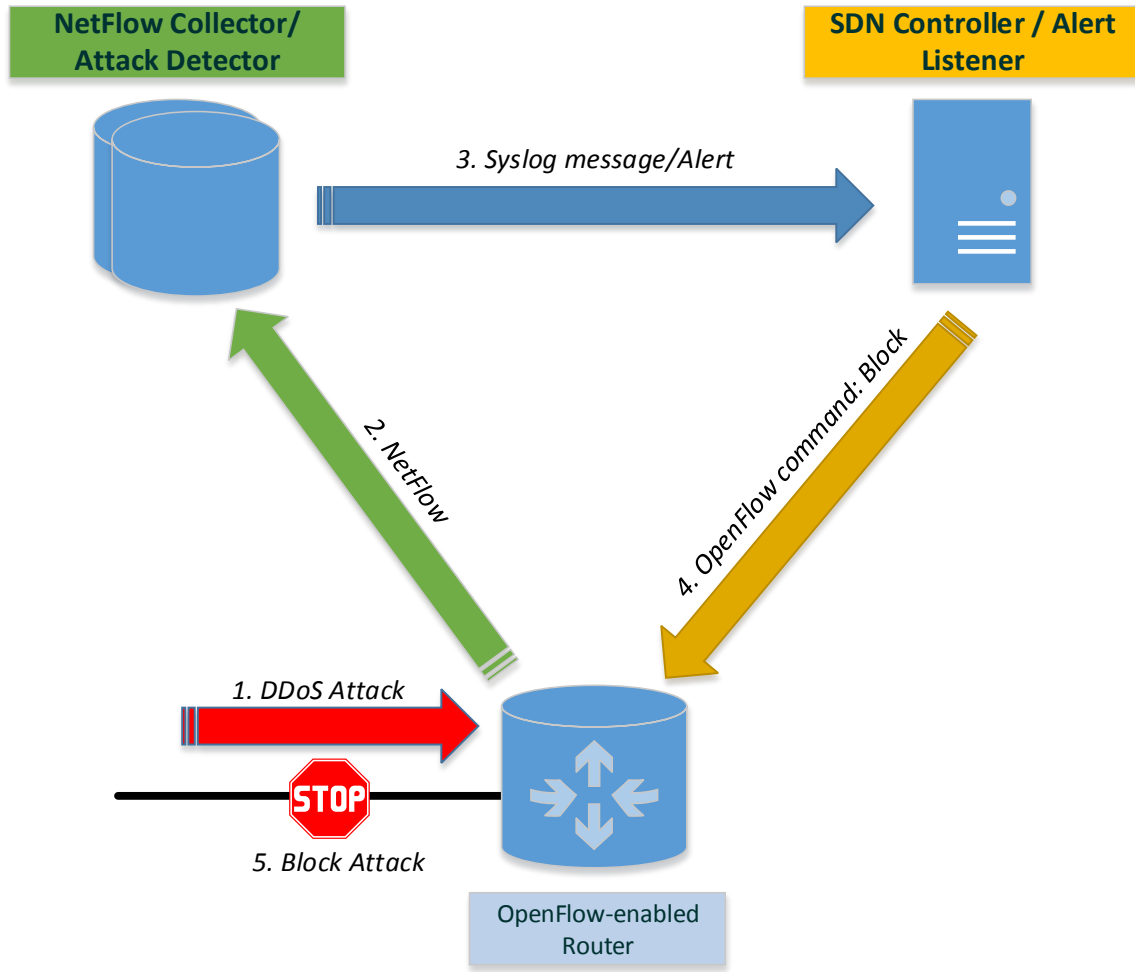 NetFlow Collector/
Attack Detector
SDN Controller / Alert
Listener
3. Syslog message/Alert
2. NetFlow
4. OpenFlow command: Block
1. DDoS Attack
STOP
5. Block Attack
OpenFlow-enabled
Router